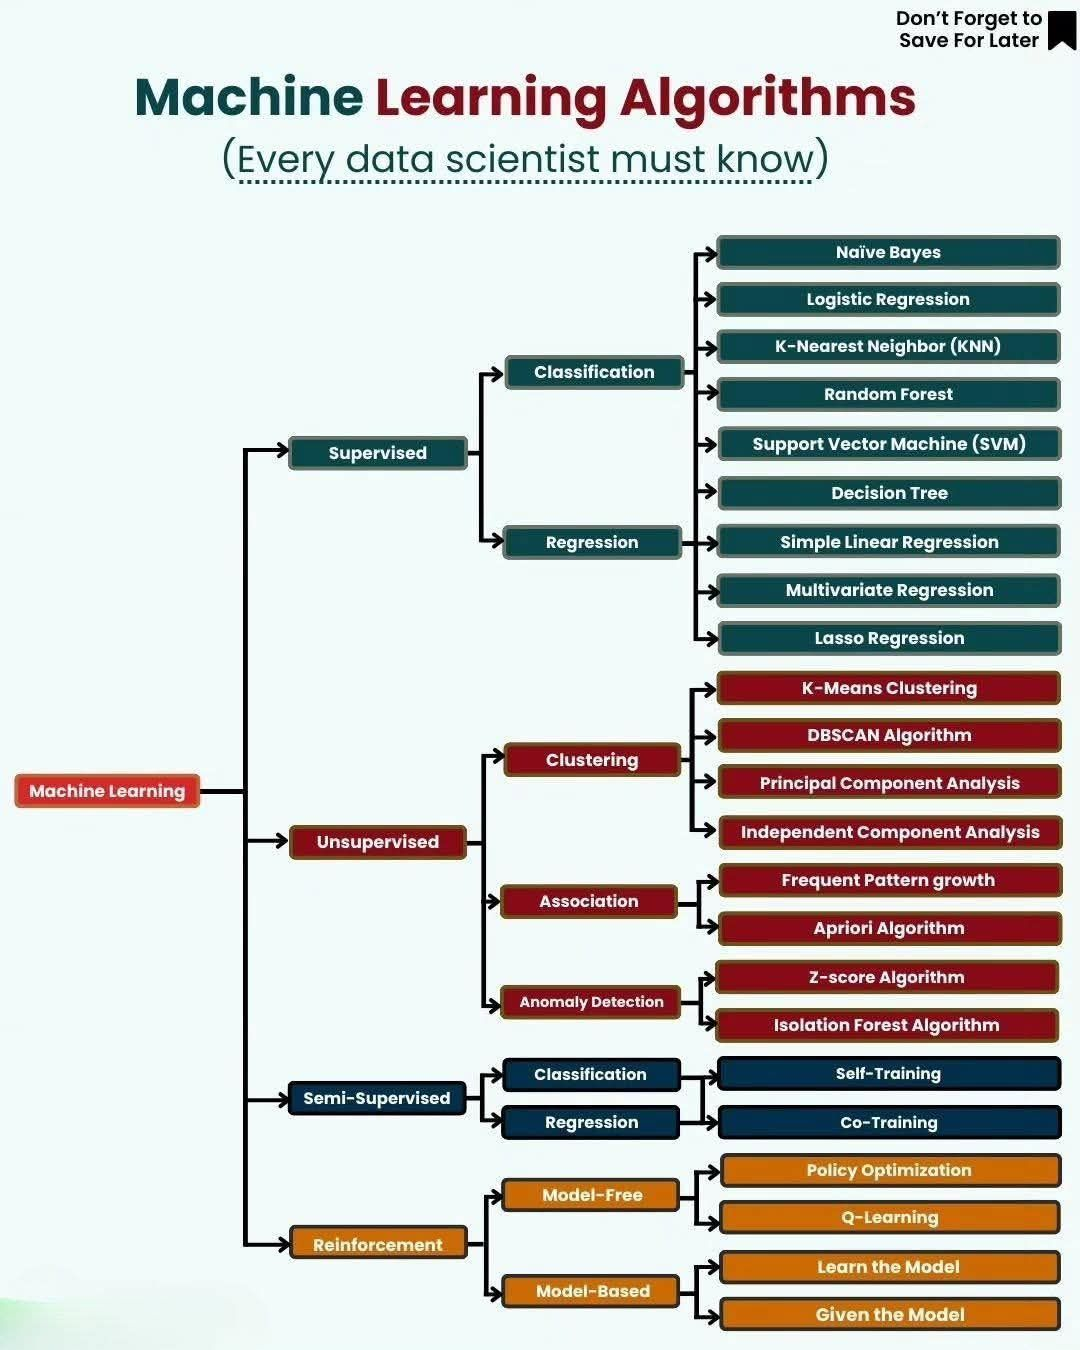 Don't Forget to
Save For Later
Machine Learning Algorithms
(Every data scientist must know)
Naïve Bayes
Logistic Regression
K-Nearest Neighbor (KNN)
Classification
Random Forest
Support Vector Machine (SVM)
Supervised
Decision Tree
Regression
Simple Linear Regression
Multivariate Regression
Lasso Regression
K-Means Clustering
DBSCAN Algorithm
Clustering
Principal Component Analysis
Machine Learning
Independent Component Analysis
Unsupervised
Frequent Pattern growth
Association
Apriori Algorithm
Z-score Algorithm
Anomaly Detection
Isolation Forest Algorithm
Classification
Self-Training
Semi-Supervised
Regression
Co-Training
Policy Optimization
Model-Free
Q-Learning
Reinforcement
Learn the Model
Model-Based
Given the Model